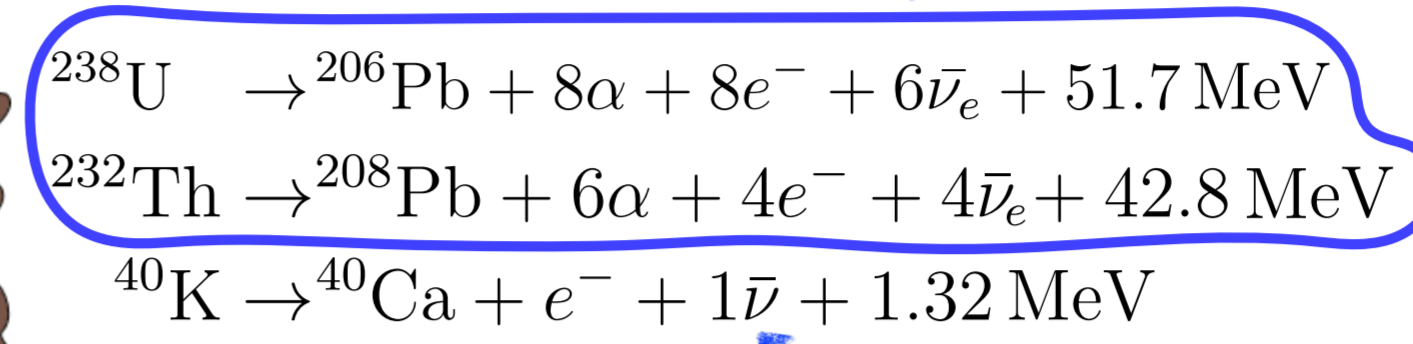 ²³⁸U → ²⁰⁶Pb + 8α + 8e⁻ + 6ν̄ₑ + 51.7 MeV
²³²Th → ²⁰⁸Pb + 6α + 4e⁻ + 4ν̄ₑ + 42.8 MeV
⁴⁰K → ⁴⁰Ca + e⁻ + 1ν̄ + 1.32 MeV